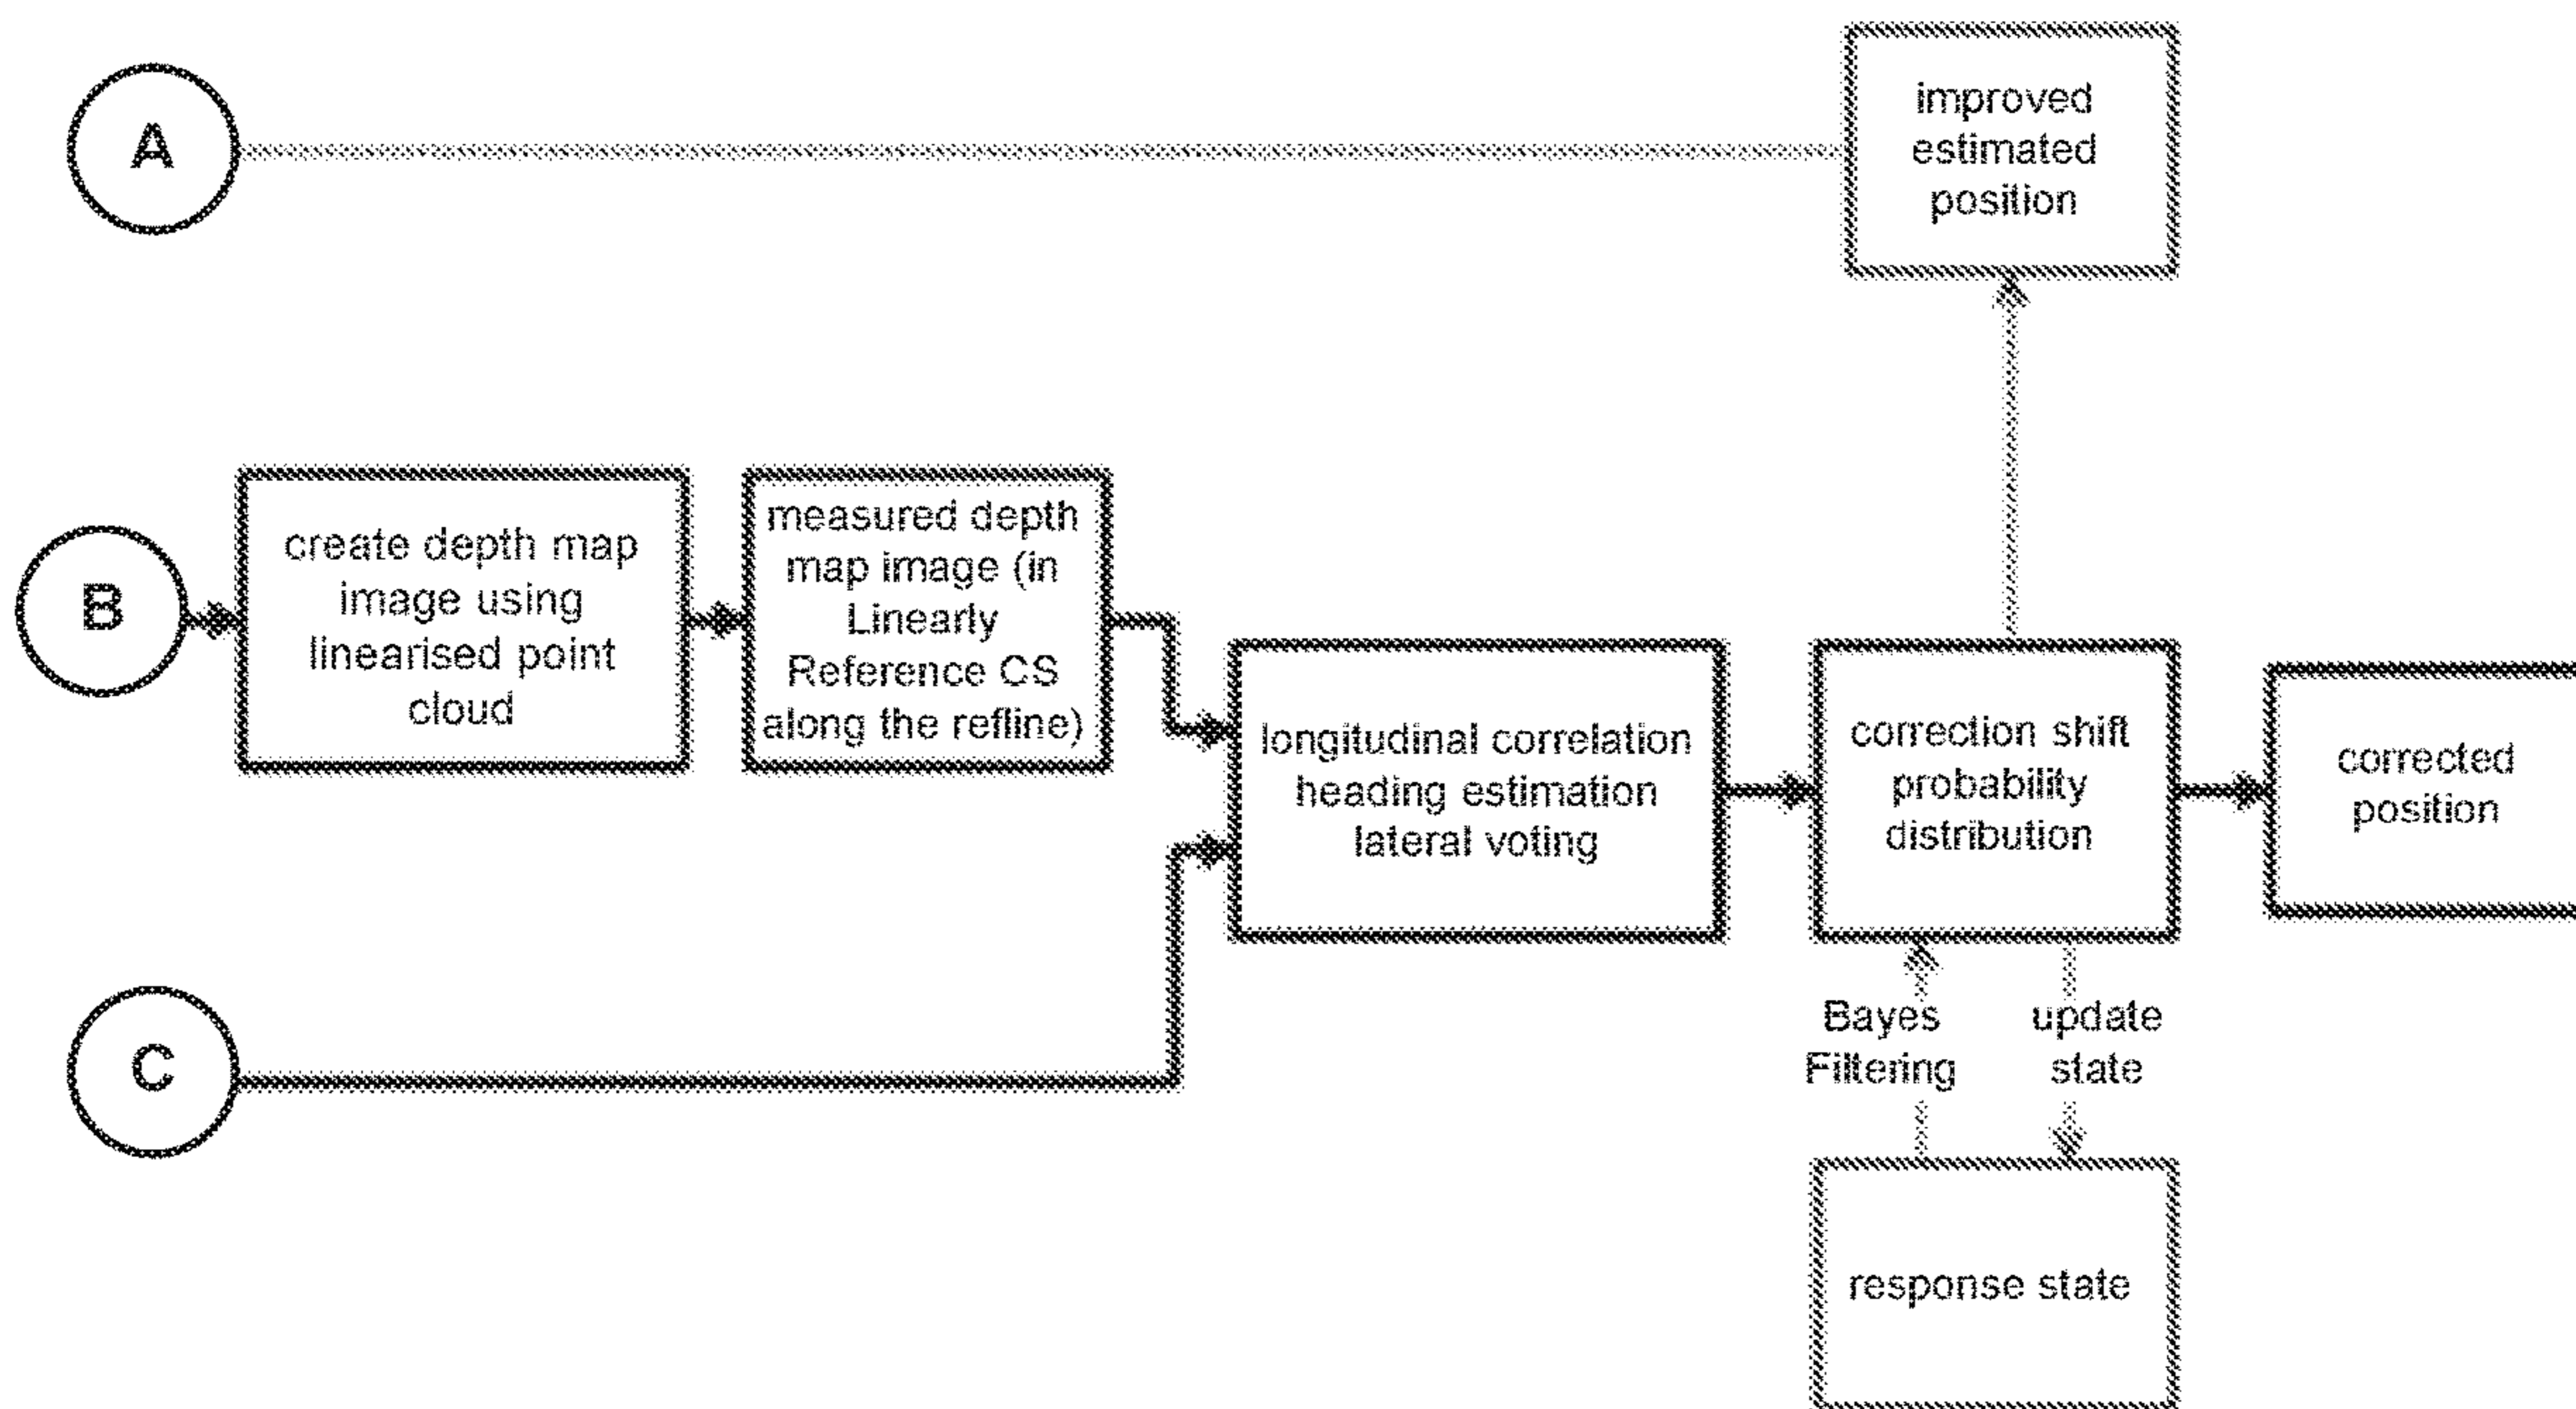 A
improved
estimated
position
B
create depth map
image using
linearised point
cloud
measured depth
map image (in
Linearly
Reference CS
along the refline)
longitudinal correlation
heading estimation
lateral voting
correction shift
probability
distribution
corrected
position
C
Bayes
Filtering
update
state
response state